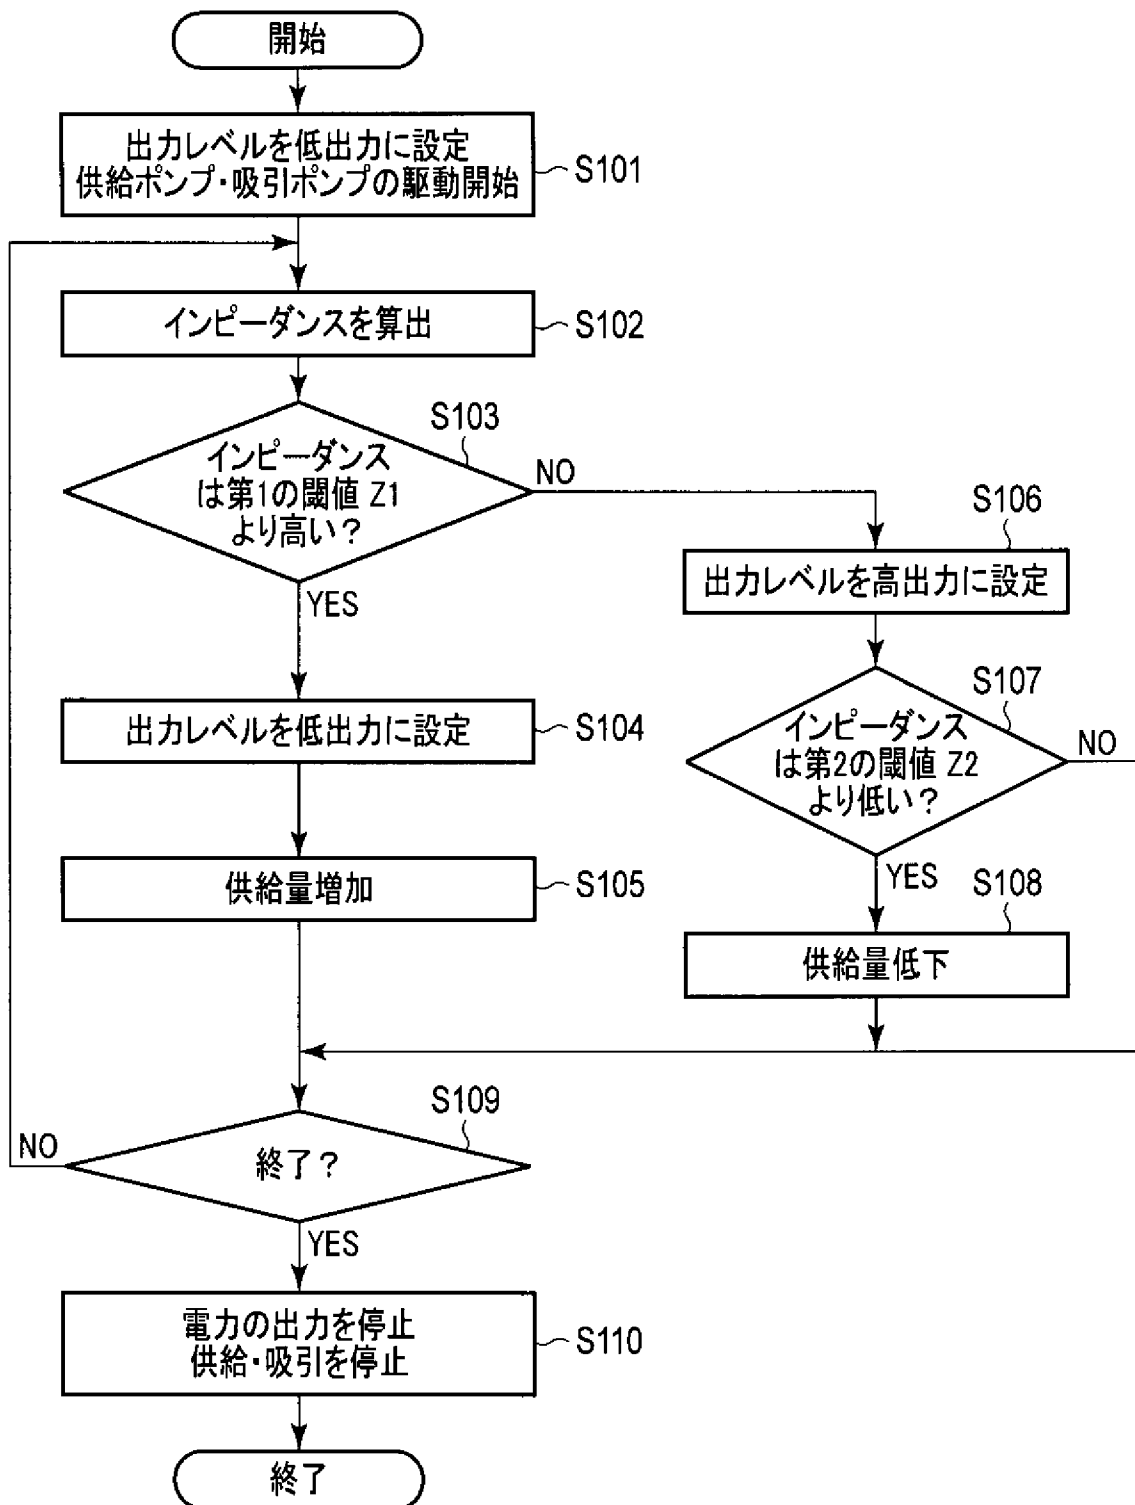 開始
出力レベルを低出力に設定
供給ポンプ・吸引ポンプの駆動開始
S101
インピーダンスを算出
S102
S103
インピーダンス
は第1の閾値 Z1
より高い?
NO
YES
S106
出力レベルを高出力に設定
出力レベルを低出力に設定
S104
S107
インピーダンス
は第2の閾値 Z2
より低い?
NO
YES
供給量増加
S105
S108
供給量低下
S109
終了?
NO
YES
電力の出力を停止
供給・吸引を停止
S110
終了